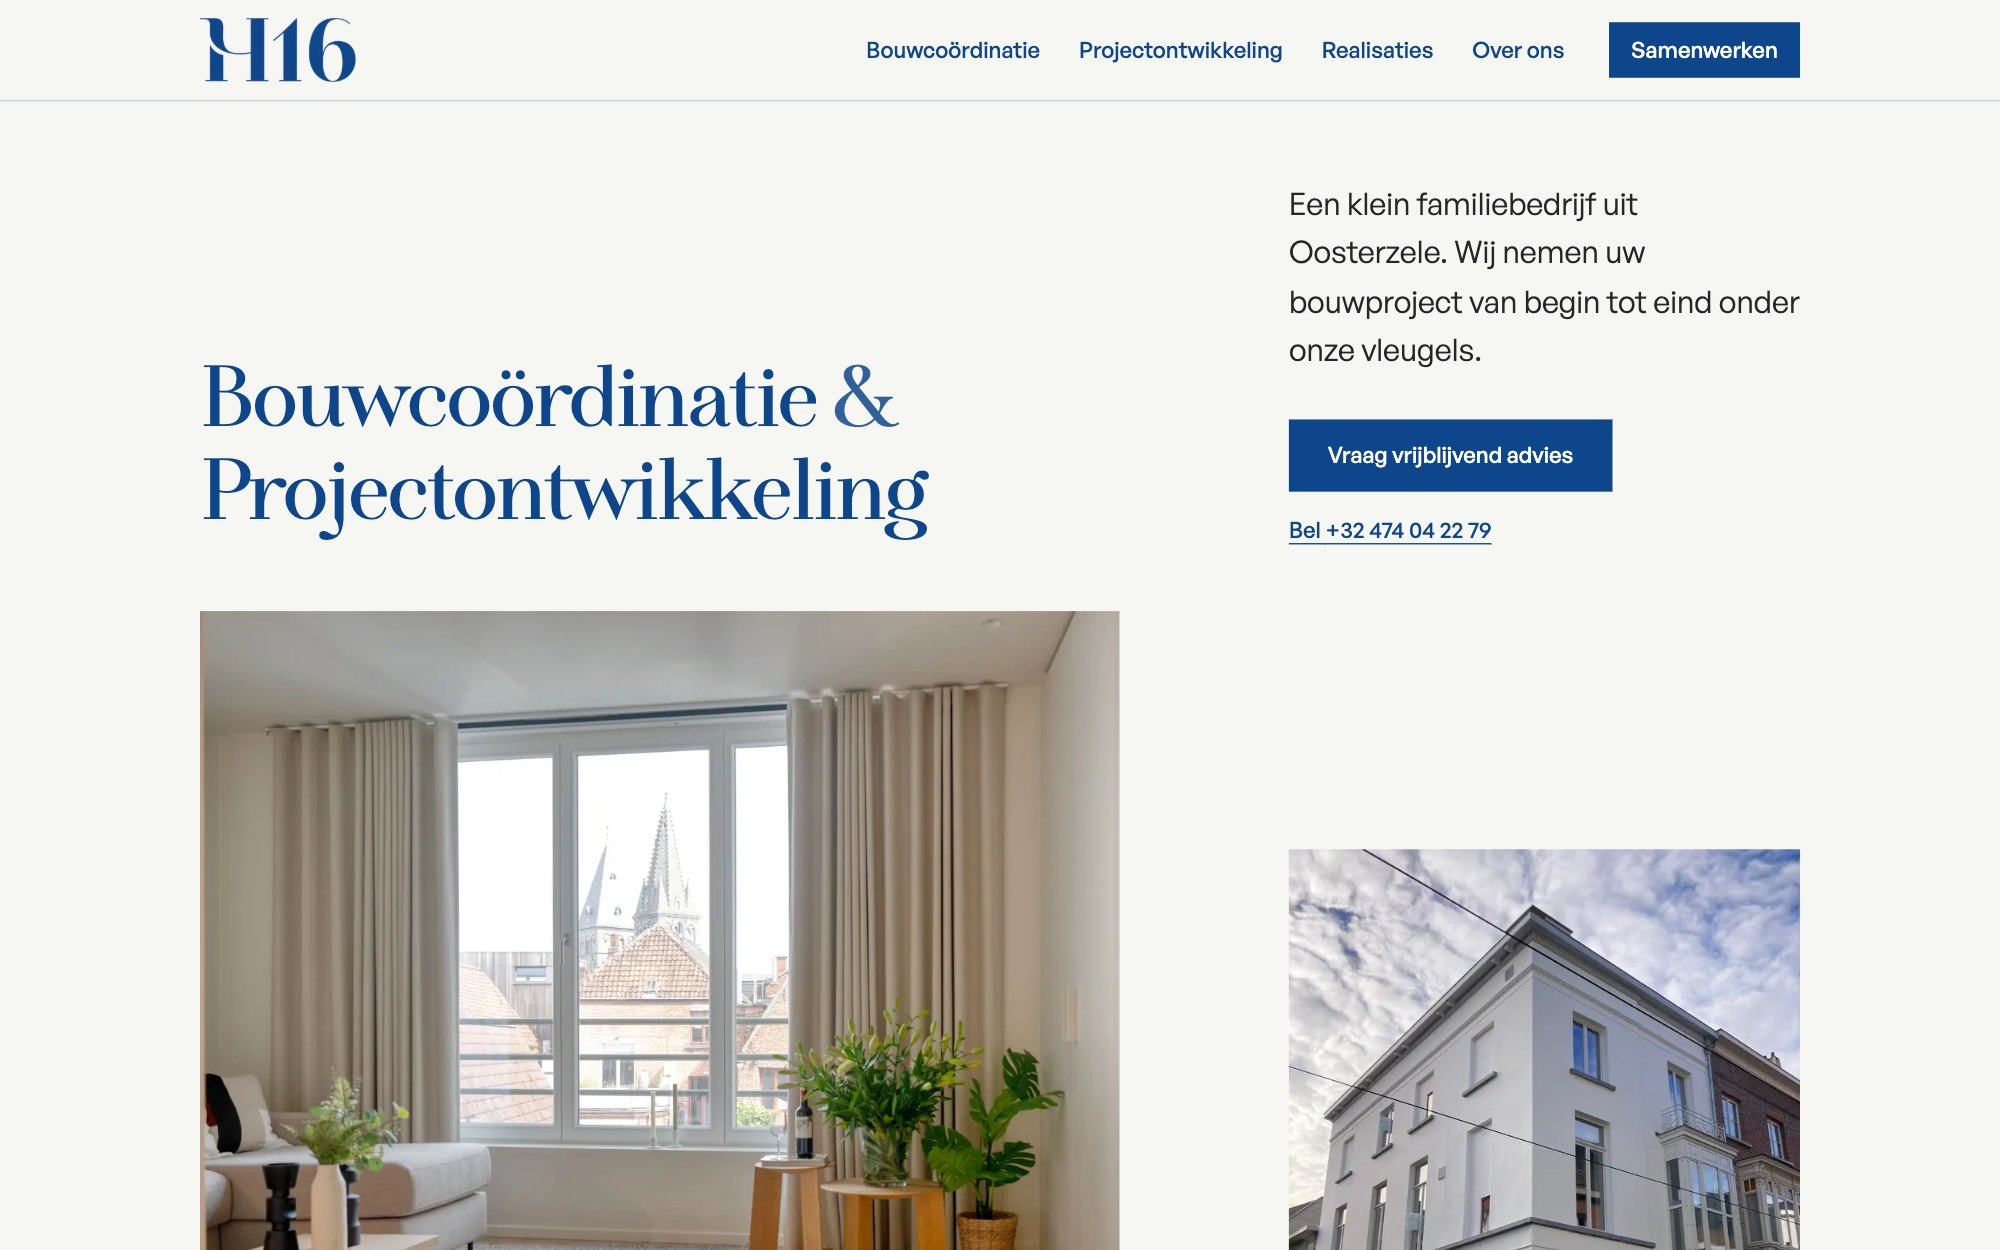 H16
Bouwcoördinatie
Projectontwikkeling
Realisaties
Over ons
Samenwerken
Een klein familiebedrijf uit
Oosterzele. Wij nemen uw
bouwproject van begin tot eind onder
onze vleugels.
Bouwcoördinatie &
Projectontwikkeling
Vraag vrijblijvend advies
Bel +32 474 04 22 79